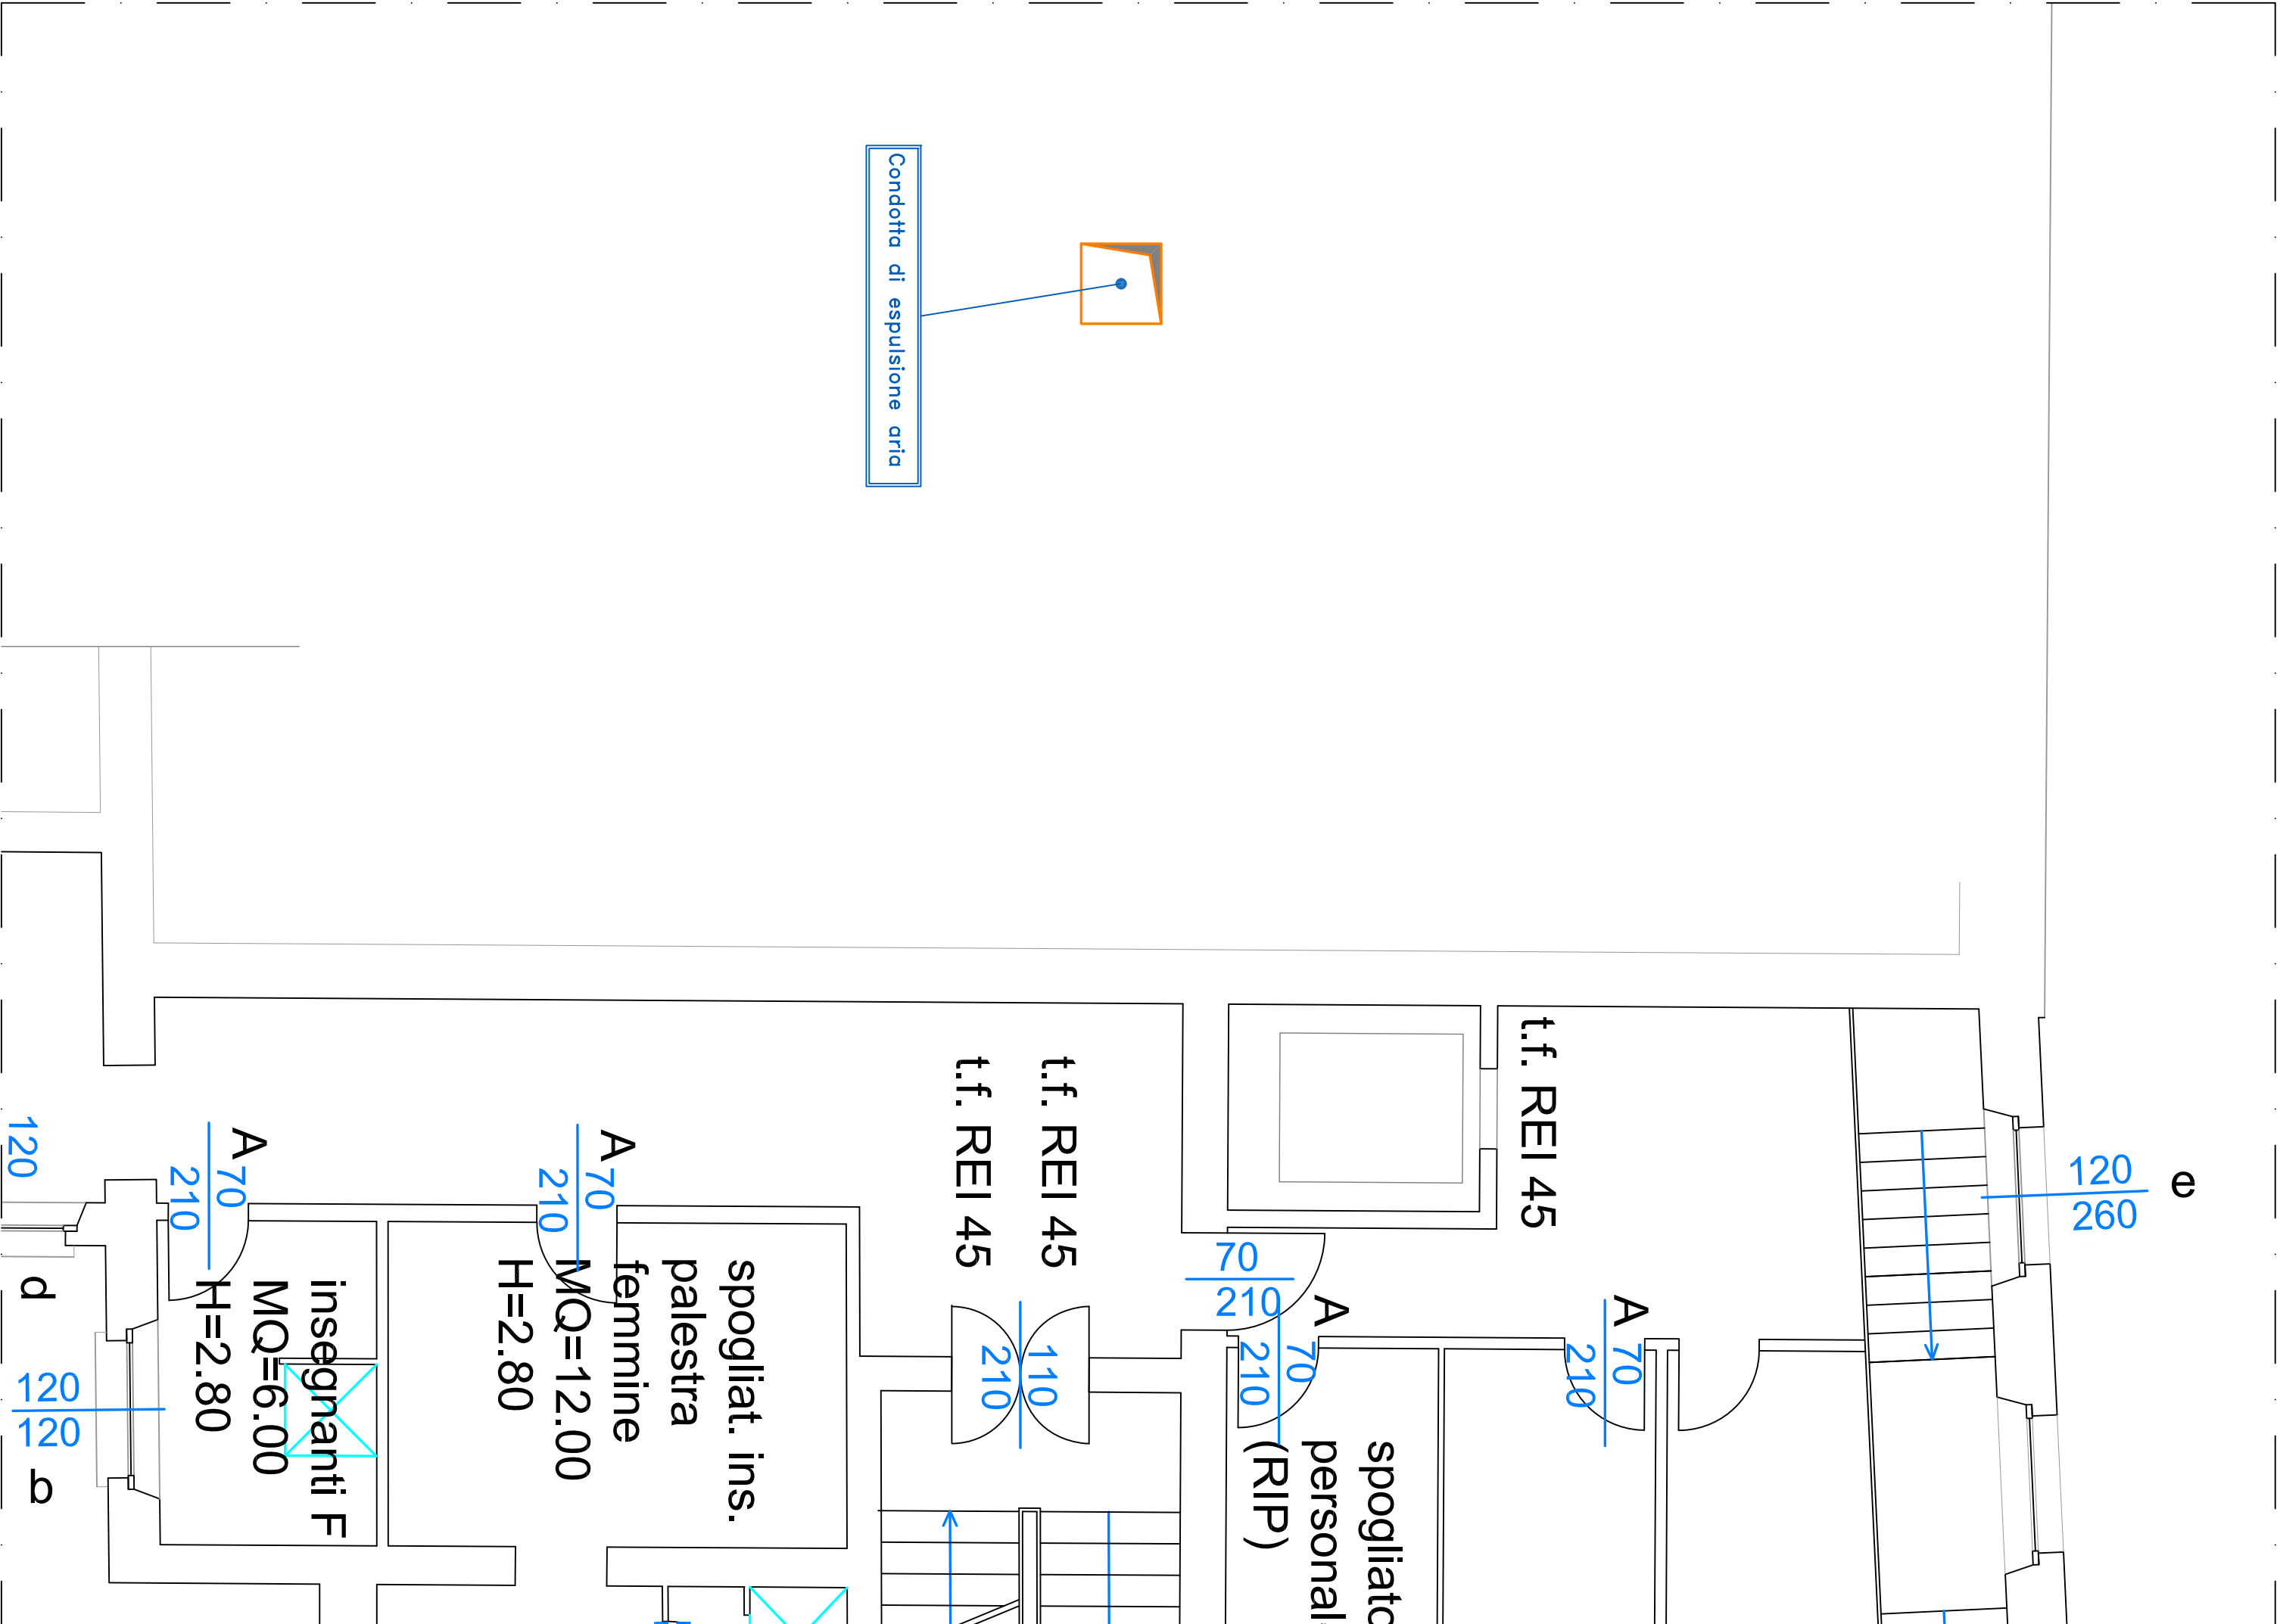 Condotta di espulsione aria
t.f. REI 45
t.f. REI 45
t.f. REI 45
120
A
70
210
A
70
210
70
210
A
70
210
A
70
210
110
210
120
260
e
d
120
120
b
insegnanti F
MQ=6.00
H=2.80
spogliat. ins.
palestra
femmine
MQ=12.00
H=2.80
(RIP)